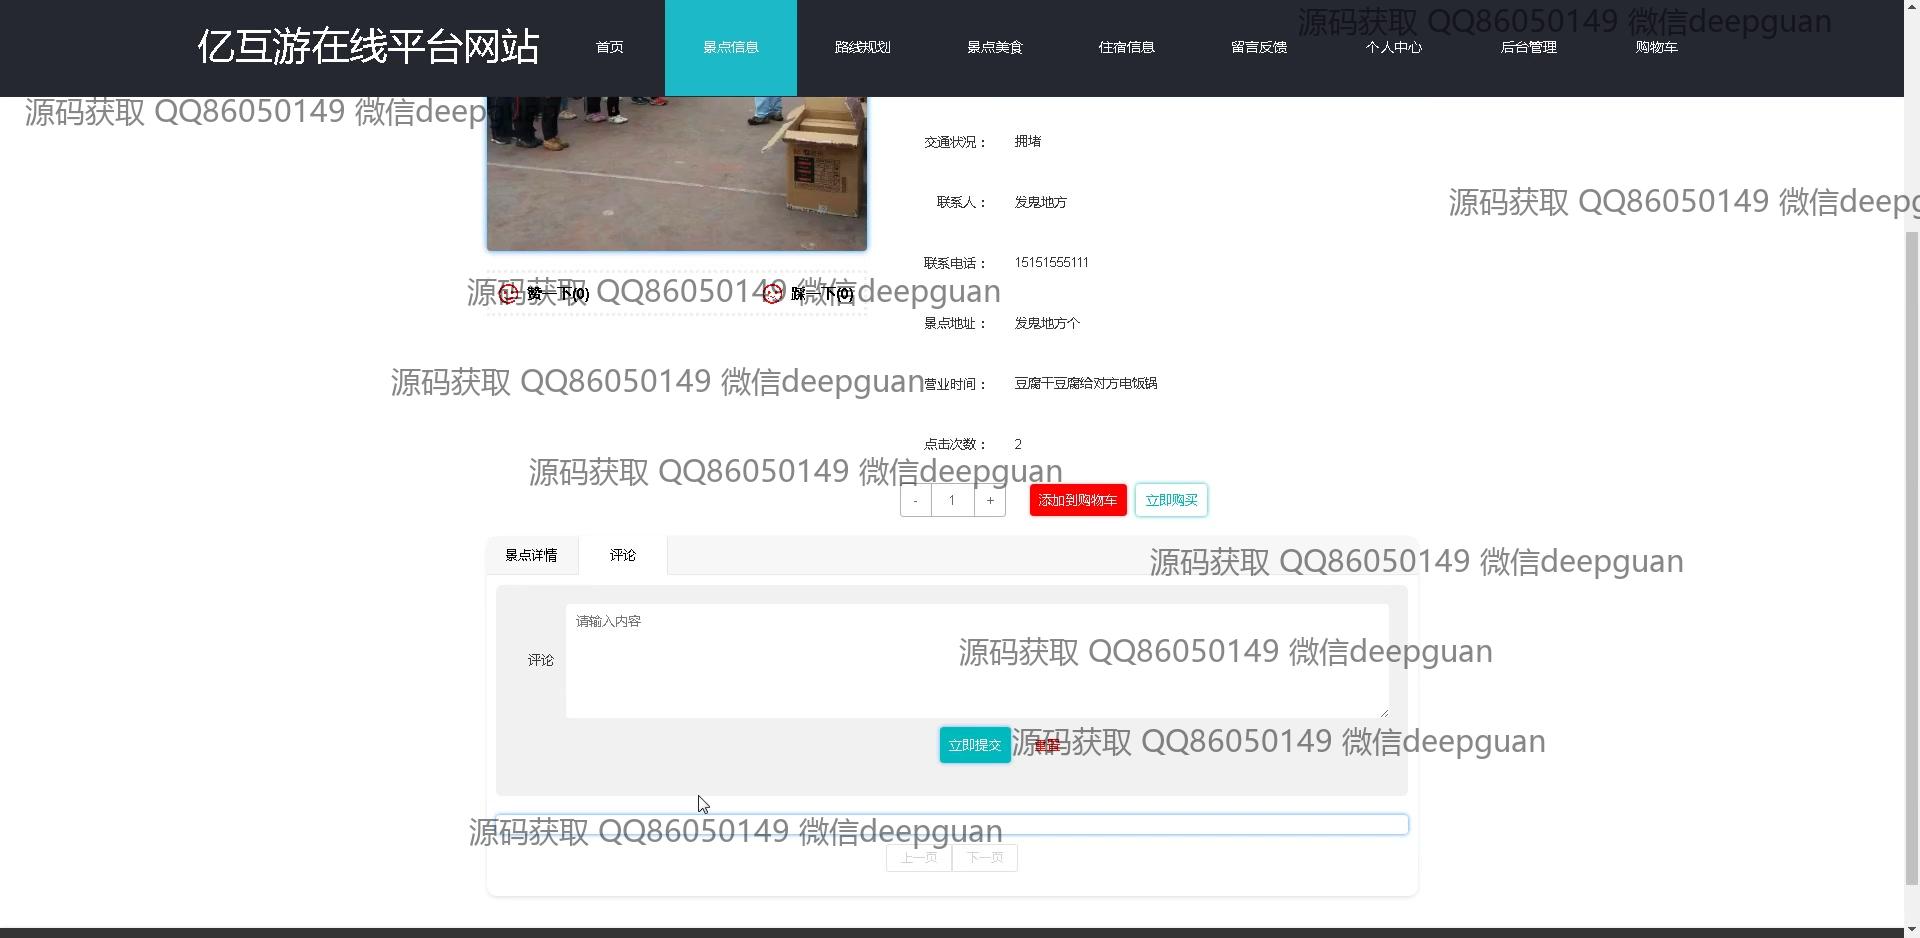 亿互游在线平台网站 首页 景点信息 路线规划 景点美食 住宿信息 留言反馈 个人中心 后台管理 购物车
源码获取 QQ86050149 微信deepguan
源码获取 QQ86050149 微信deepguan
交通状况： 拥堵
源码获取 QQ86050149 微信deepg
联系人： 发鬼地方
联系电话： 15151555111
源码获取 QQ86050149 微信deepguan
赞一下(0) 踩一下(0)
景点地址： 发鬼地方个
源码获取 QQ86050149 微信deepguan
营业时间： 豆腐干豆腐给对方电饭锅
点击次数： 2
源码获取 QQ86050149 微信deepguan
- 1 + 添加到购物车 立即购买
景点详情 评论
源码获取 QQ86050149 微信deepguan
请输入内容
评论
源码获取 QQ86050149 微信deepguan
立即提交 重置
源码获取 QQ86050149 微信deepguan
源码获取 QQ86050149 微信deepguan
上一页 下一页